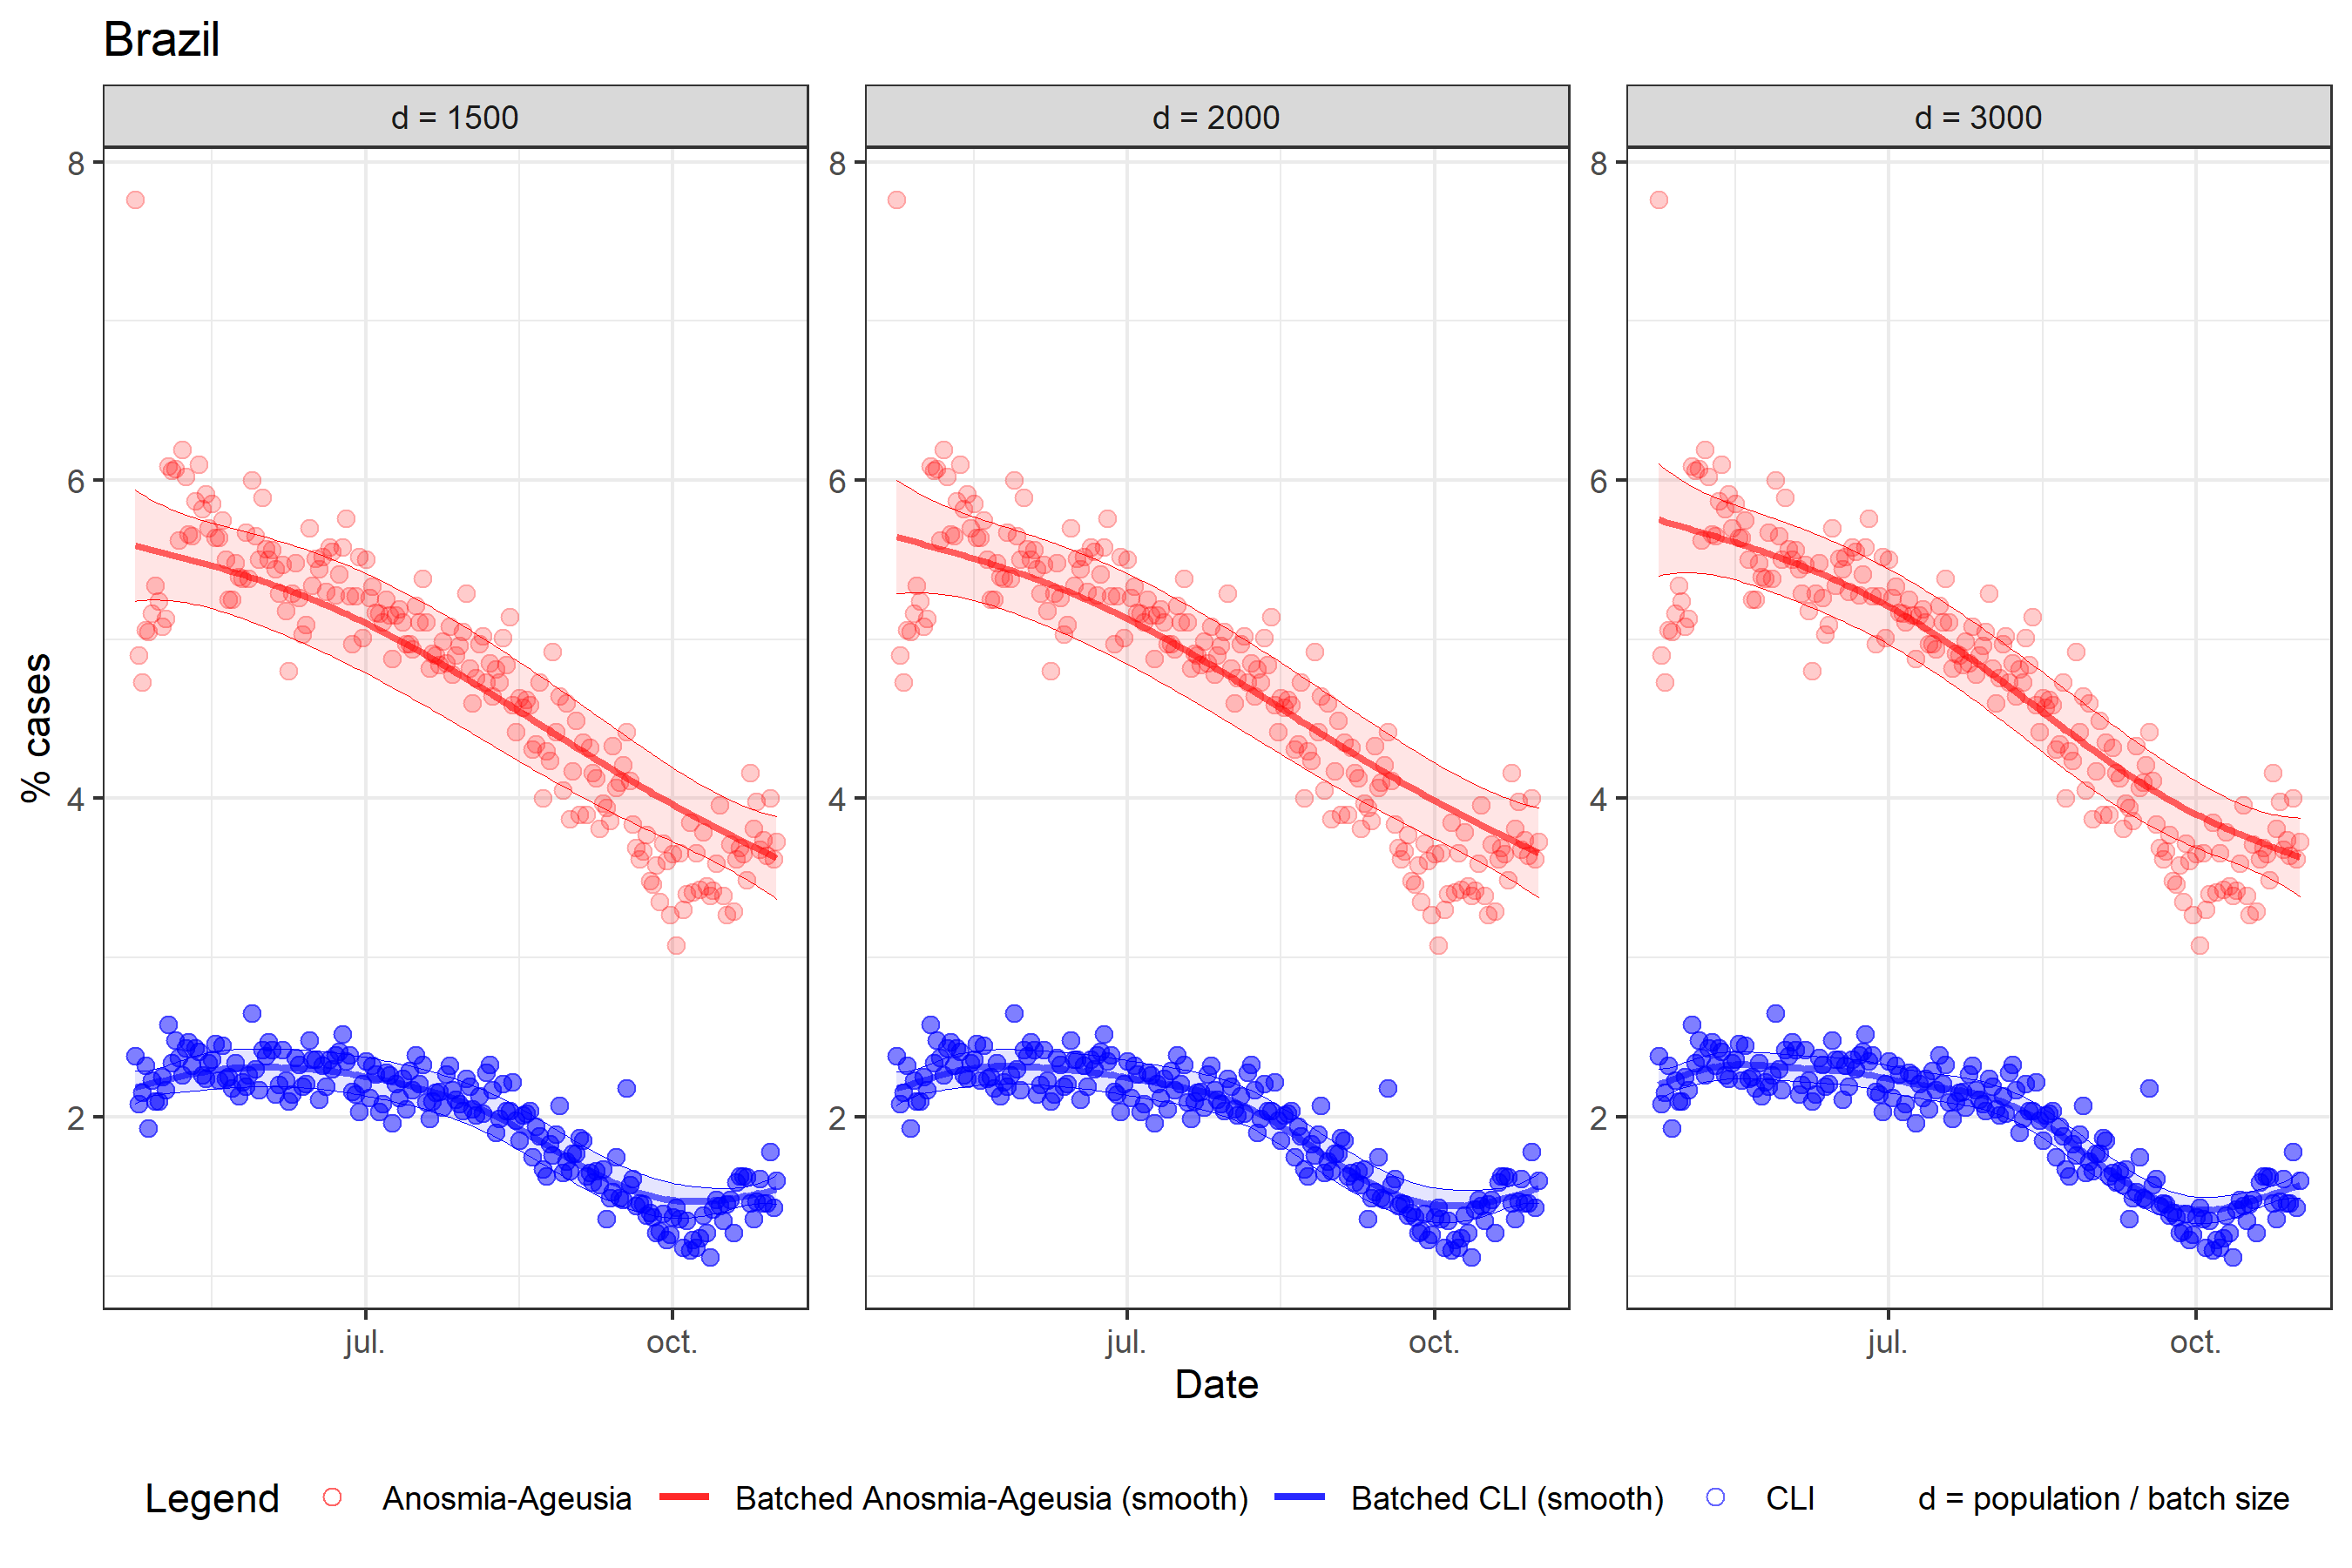 Brazil
d = 1500
d = 2000
d = 3000
8
6
4
2
8
6
4
2
8
6
4
2
% cases
jul.
oct.
jul.
oct.
jul.
oct.
Date
Legend Anosmia-Ageusia Batched Anosmia-Ageusia (smooth) Batched CLI (smooth) CLI d = population / batch size